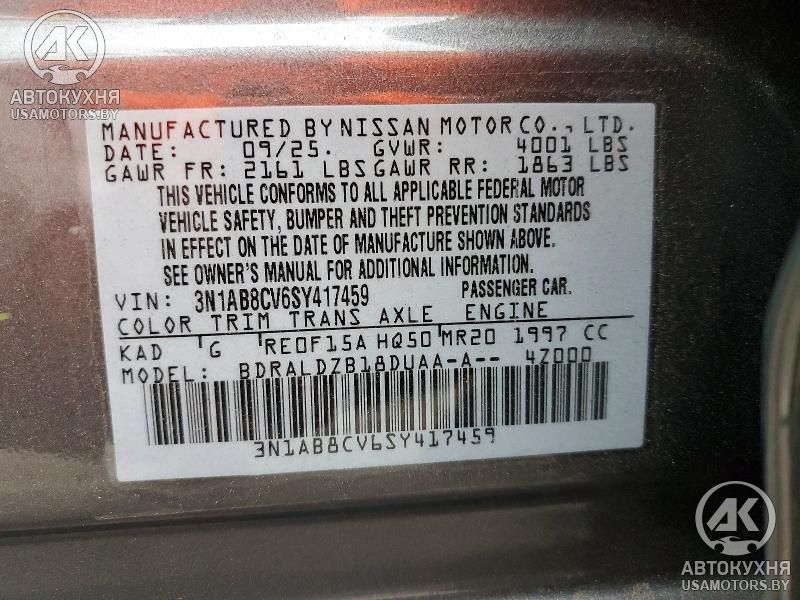 АК
АВТОКУХНЯ
USAMOTORS.BY
MANUFACTURED BY NISSAN MOTOR CO., LTD.
DATE: 09/25. GVWR: 4001 LBS
GAWR FR: 2161 LBS GAWR RR: 1863 LBS
THIS VEHICLE CONFORMS TO ALL APPLICABLE FEDERAL MOTOR
VEHICLE SAFETY, BUMPER AND THEFT PREVENTION STANDARDS
IN EFFECT ON THE DATE OF MANUFACTURE SHOWN ABOVE.
SEE OWNER'S MANUAL FOR ADDITIONAL INFORMATION.
VIN: 3N1AB8CV6SY417459 PASSENGER CAR.
COLOR TRIM TRANS AXLE ENGINE
KAD G RE0F15A HQ50 MR20 1997 CC
MODEL: BDRALDZB18DUAA-A-- 4Z000
3N1AB8CV6SY417459
АК
АВТОКУХНЯ
USAMOTORS.BY